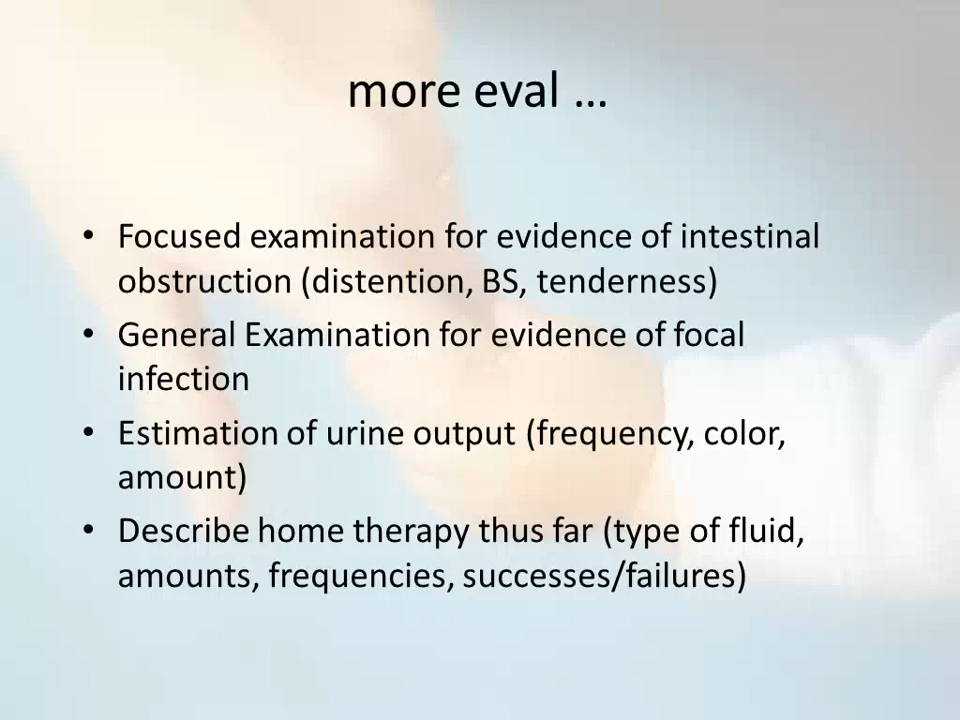 more eval ...
• Focused examination for evidence of intestinal
obstruction (distention, BS, tenderness)
• General Examination for evidence of focal
infection
• Estimation of urine output (frequency, color,
amount)
• Describe home therapy thus far (type of fluid,
amounts, frequencies, successes/failures)